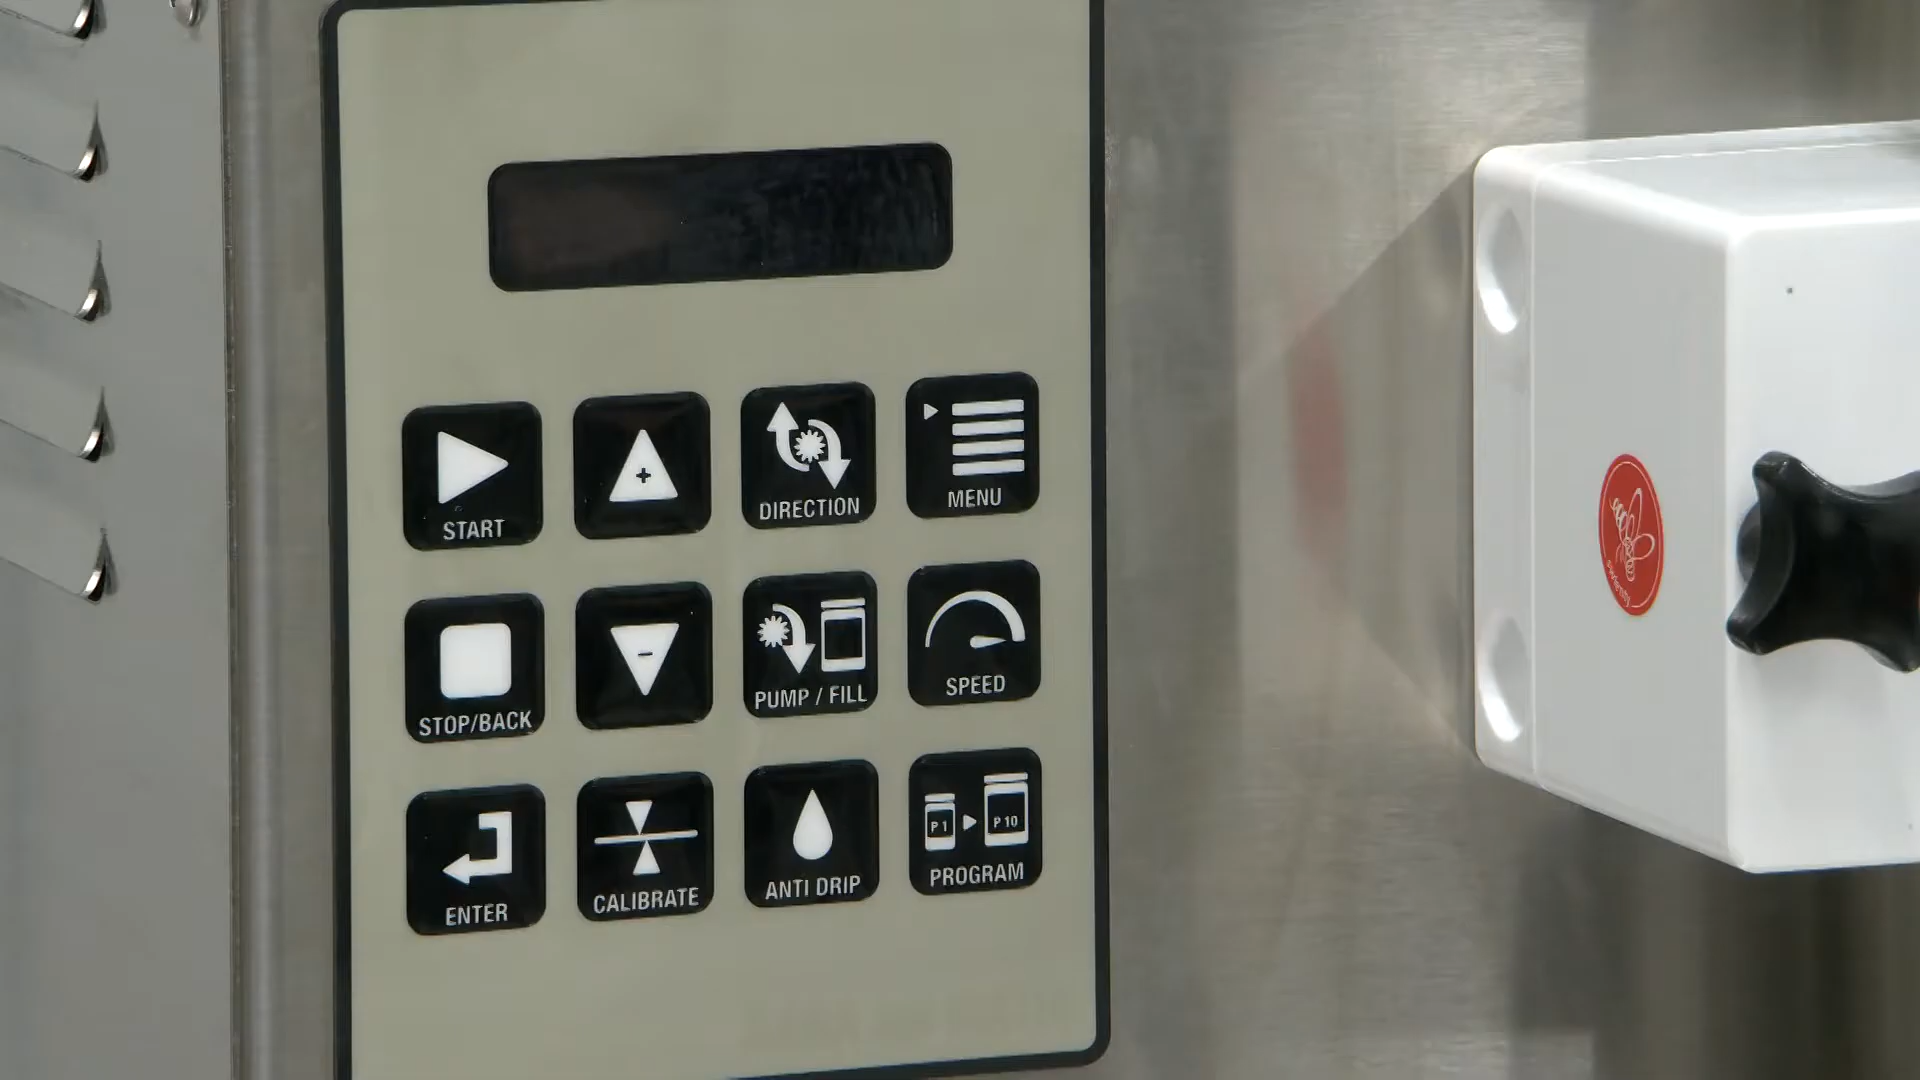 START
+
DIRECTION
MENU
STOP/BACK
-
PUMP / FILL
SPEED
ENTER
CALIBRATE
ANTI DRIP
P 1 P 10
PROGRAM